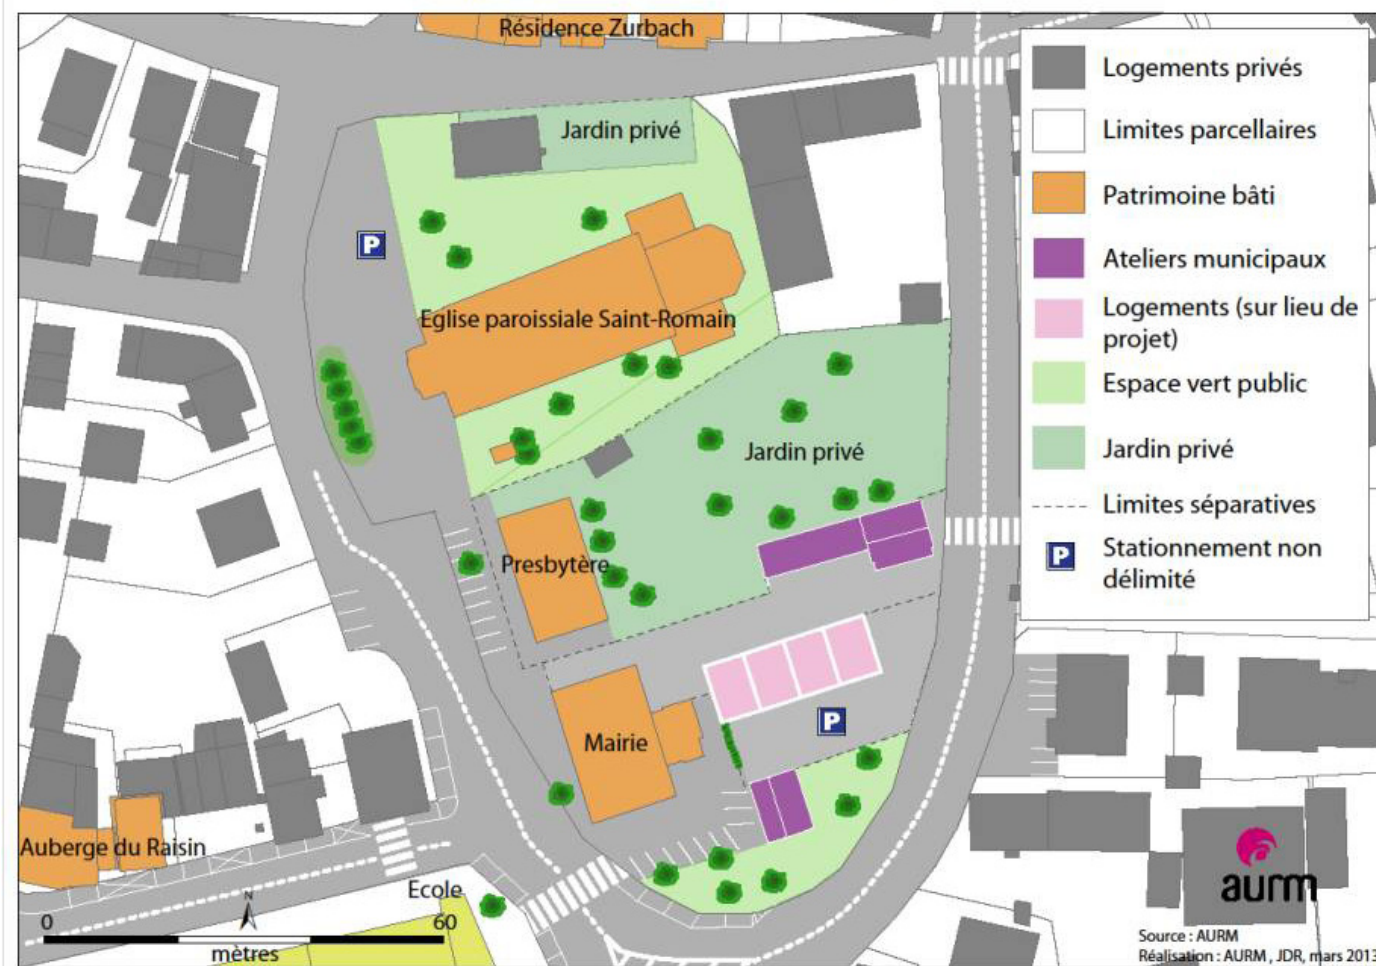 Résidence Zurbach
Jardin privé
P
Eglise paroissiale Saint-Romain
Jardin privé
Presbytère
P
Mairie
Auberge du Raisin
Ecole
N
0
60
mètres
Logements privés
Limites parcellaires
Patrimoine bâti
Ateliers municipaux
Logements (sur lieu de
projet)
Espace vert public
Jardin privé
Limites séparatives
P
Stationnement non
délimité
aurm
Source : AURM
Réalisation : AURM , JDR, mars 2013